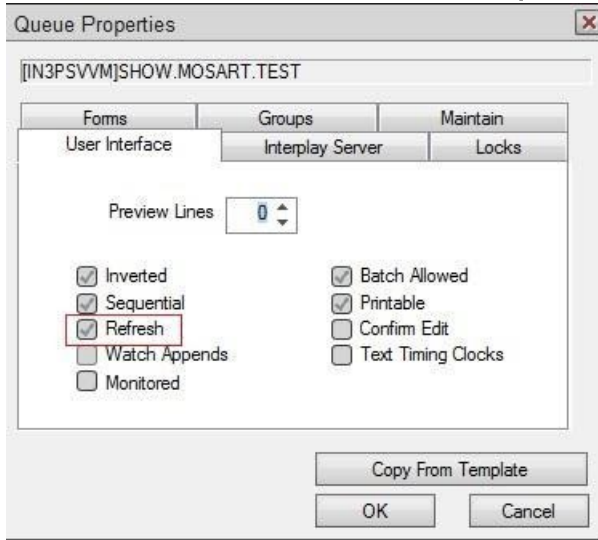 Queue Properties
[IN3PSVVM]SHOW.MOSART.TEST
Forms Groups Maintain
User Interface Interplay Server Locks
Preview Lines 0
Inverted Batch Allowed
Sequential Printable
Refresh Confirm Edit
Watch Appends Text Timing Clocks
Monitored
Copy From Template
OK Cancel